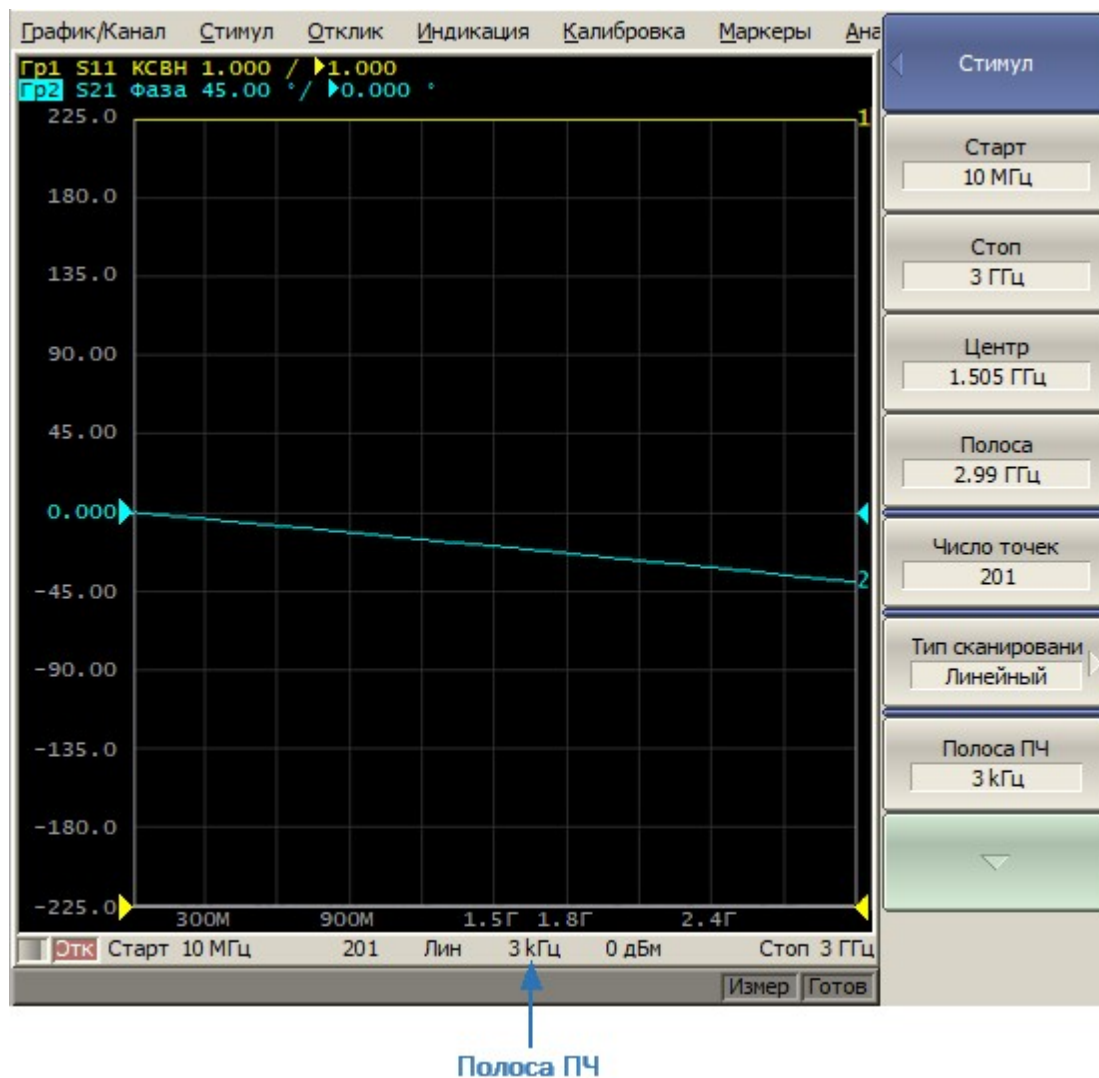 График/Канал Стимул Отклик Индикация Калибровка Маркеры Ана
Гр1 S11 КСВН 1.000 / 1.000
Гр2 S21 Фаза 45.00 °/ 0.000 °
225.0
1
180.0
135.0
90.00
45.00
0.000
-45.00
2
-90.00
-135.0
-180.0
-225.0
300М 900М 1.5Г 1.8Г 2.4Г
Отк Старт 10 МГц 201 Лин 3 kГц 0 дБм Стоп 3 ГГц
Измер Готов
Полоса ПЧ
Стимул
Старт
10 МГц
Стоп
3 ГГц
Центр
1.505 ГГц
Полоса
2.99 ГГц
Число точек
201
Тип сканировани
Линейный
Полоса ПЧ
3 kГц